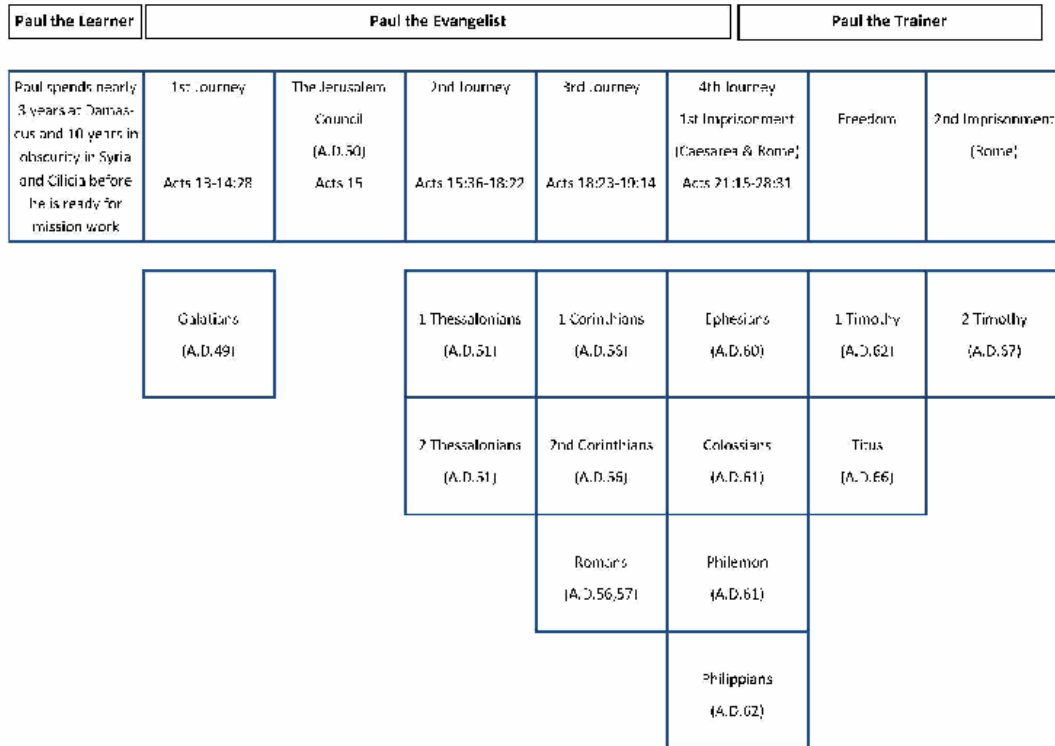 Paul the Learner
Paul the Evangelist
Paul the Trainer
Paul spends nearly
3 years at Damas-
cus and 10 years in
obscurity in Syria
and Cilicia before
he is ready for
mission work
1st Journey
Acts 13-14:28
The Jerusalem
Council
(A.D.50)
Acts 15
2nd Journey
Acts 15:36-18:22
3rd Journey
Acts 18:23-19:14
4th Journey
1st Imprisonment
(Caesarea & Rome)
Acts 21:15-28:31
Freedom
2nd Imprisonment
(Rome)
Galatians
(A.D.49)
1 Thessalonians
(A.D.51)
1 Corinthians
(A.D.56)
Ephesians
(A.D.60)
1 Timothy
(A.D.62)
2 Timothy
(A.D.67)
2 Thessalonians
(A.D.51)
2nd Corinthians
(A.D.56)
Colossians
(A.D.61)
Titus
(A.D.66)
Romans
(A.D.56,57)
Philemon
(A.D.61)
Philippians
(A.D.62)